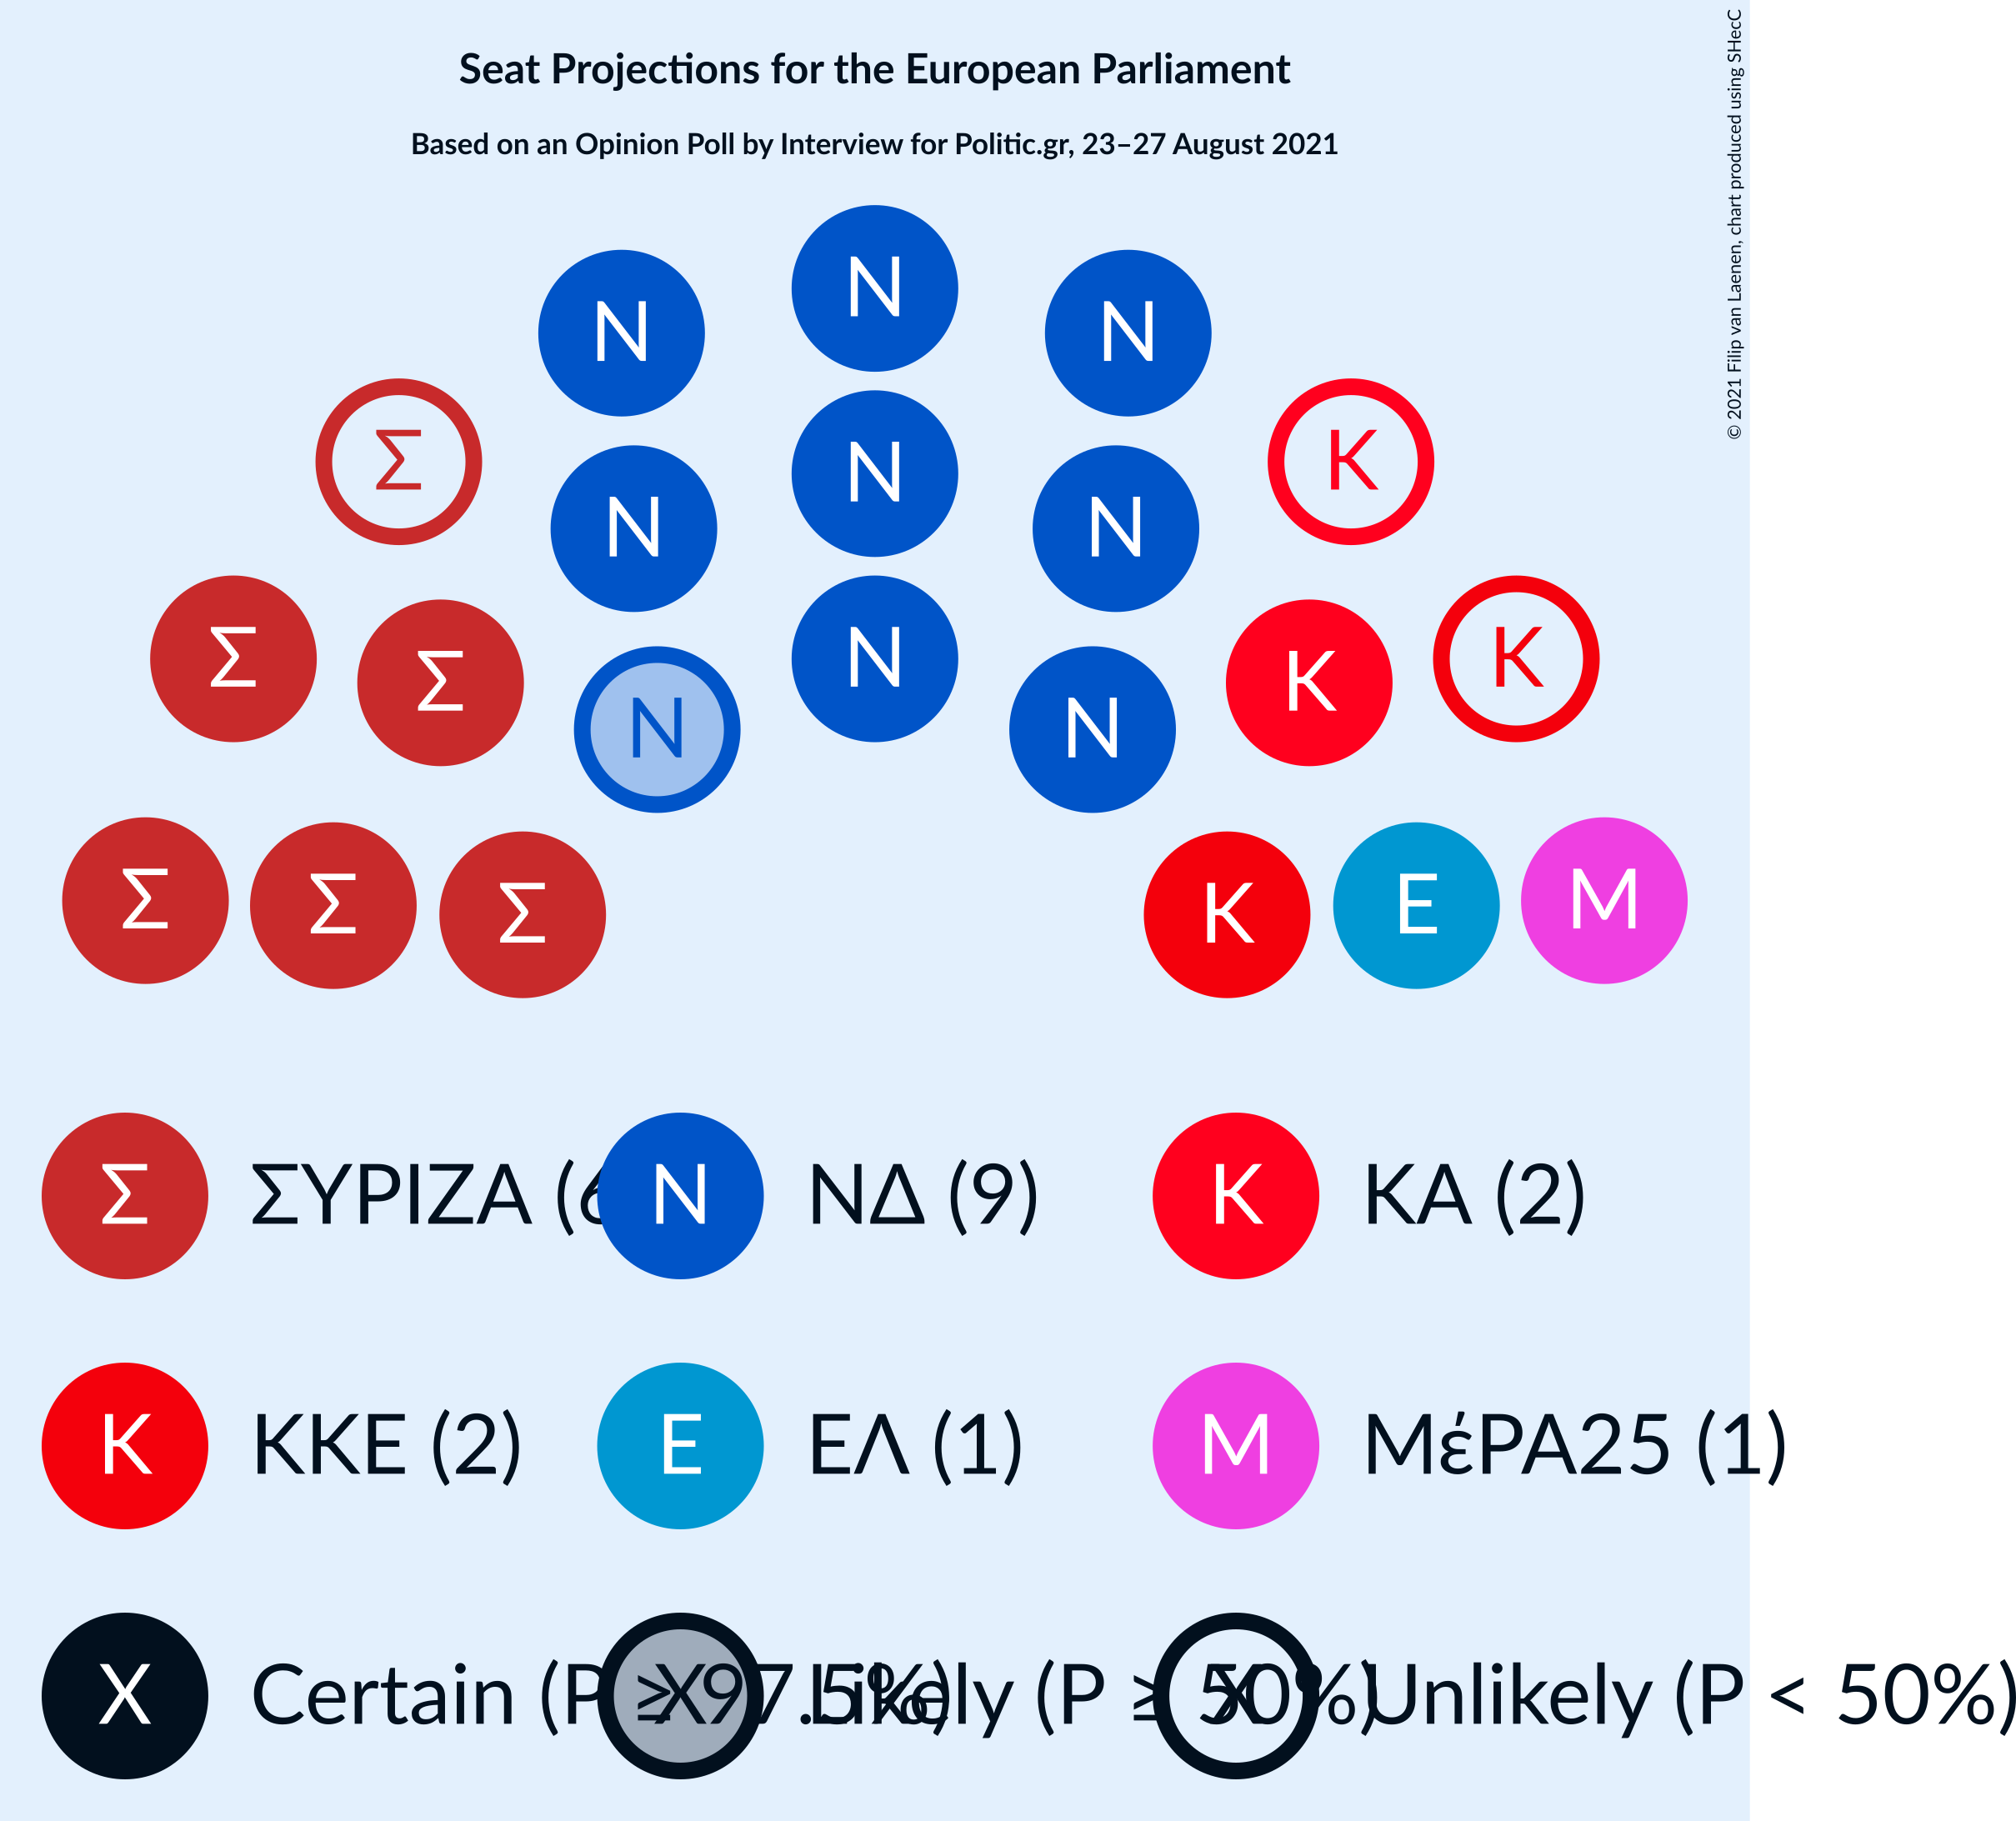 Seat Projections for the European Parliament
Based on an Opinion Poll by Interview for Politic.gr, 23–27 August 2021
© 2021 Filip van Laenen, chart produced using SHecC
N
N N
Σ K
N
N N
Σ K
Σ N K
N N
Σ M
Σ E
Σ K
Σ ΣΥΡΙΖΑ (6 N ΝΔ (9) K ΚΑ (2)
K ΚΚΕ (2) E ΕΛ (1) M ΜέΡΑ25 (1)
X Certain (P ≥ 97.5%) X Likely (P ≥ 50%) X Unlikely (P < 50%)